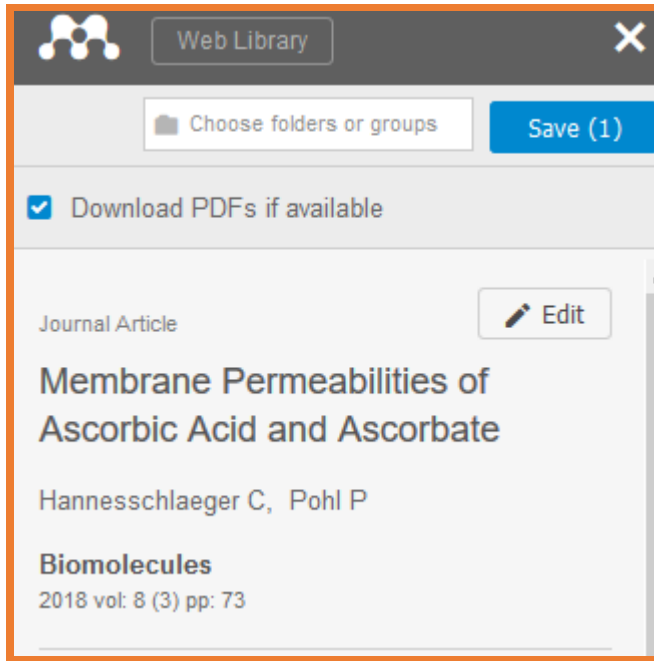 Web Library
Choose folders or groups
Save (1)
Download PDFs if available
Journal Article
Edit
Membrane Permeabilities of
Ascorbic Acid and Ascorbate
Hannesschlaeger C, Pohl P
Biomolecules
2018 vol: 8 (3) pp: 73